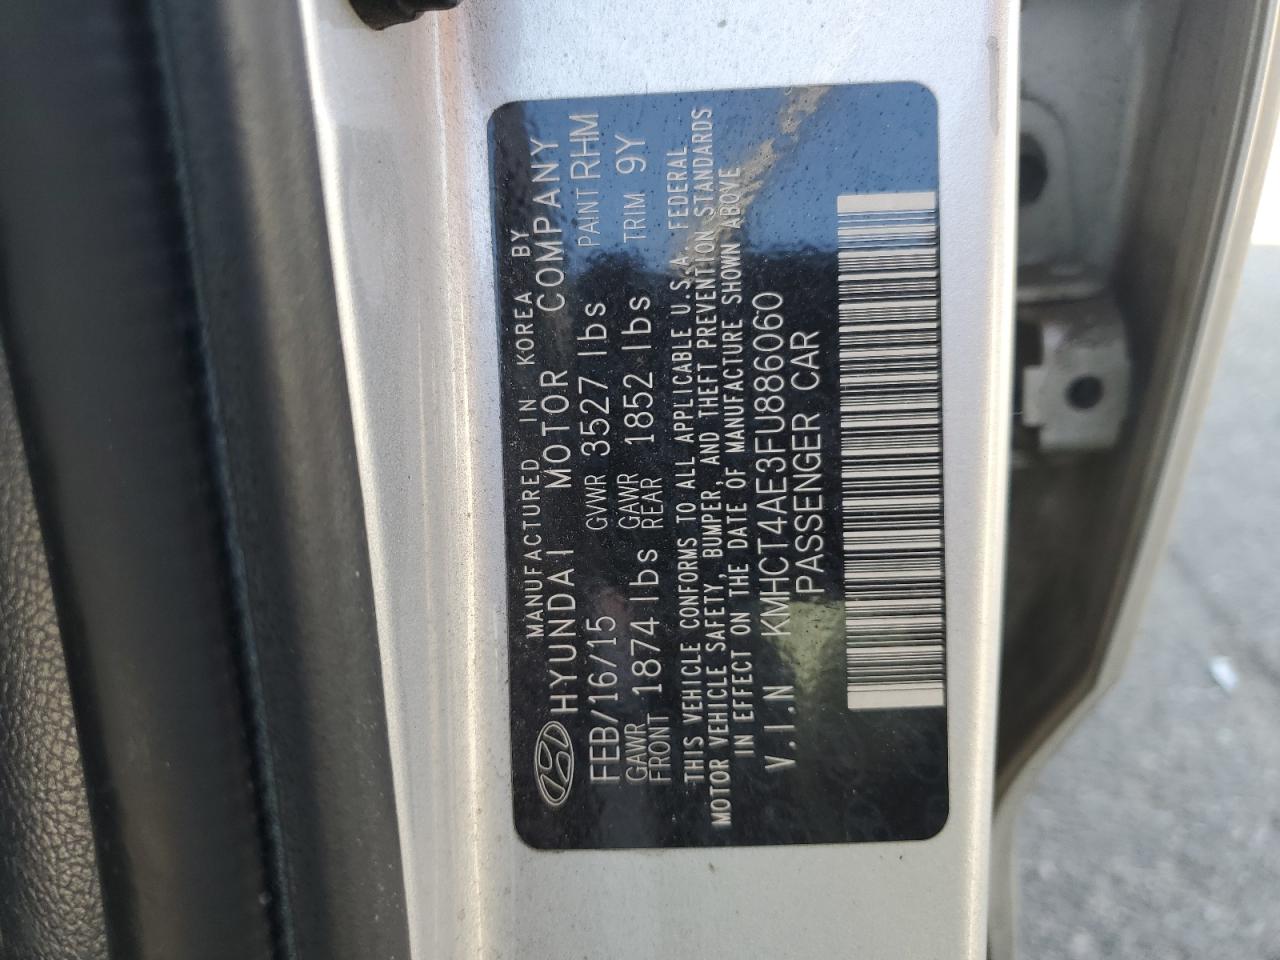 MANUFACTURED IN KOREA BY
HYUNDAI MOTOR COMPANY
FEB/16/15 GVWR 3527 lbs PAINT RHM
GAWR FRONT 1874 lbs GAWR REAR 1852 lbs TRIM 9Y
THIS VEHICLE CONFORMS TO ALL APPLICABLE U.S.A FEDERAL
MOTOR VEHICLE SAFETY, BUMPER, AND THEFT PREVENTION STANDARDS
IN EFFECT ON THE DATE OF MANUFACTURE SHOWN ABOVE
V.I.N KMHCT4AE3FU886060
PASSENGER CAR